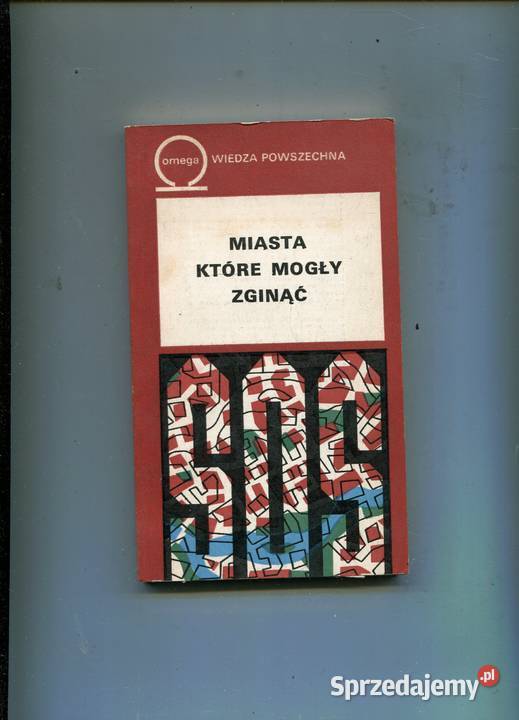 omega
WIEDZA POWSZECHNA
MIASTA
KTÓRE MOGŁY
ZGINĄĆ
SOS
Sprzedajemy.pl